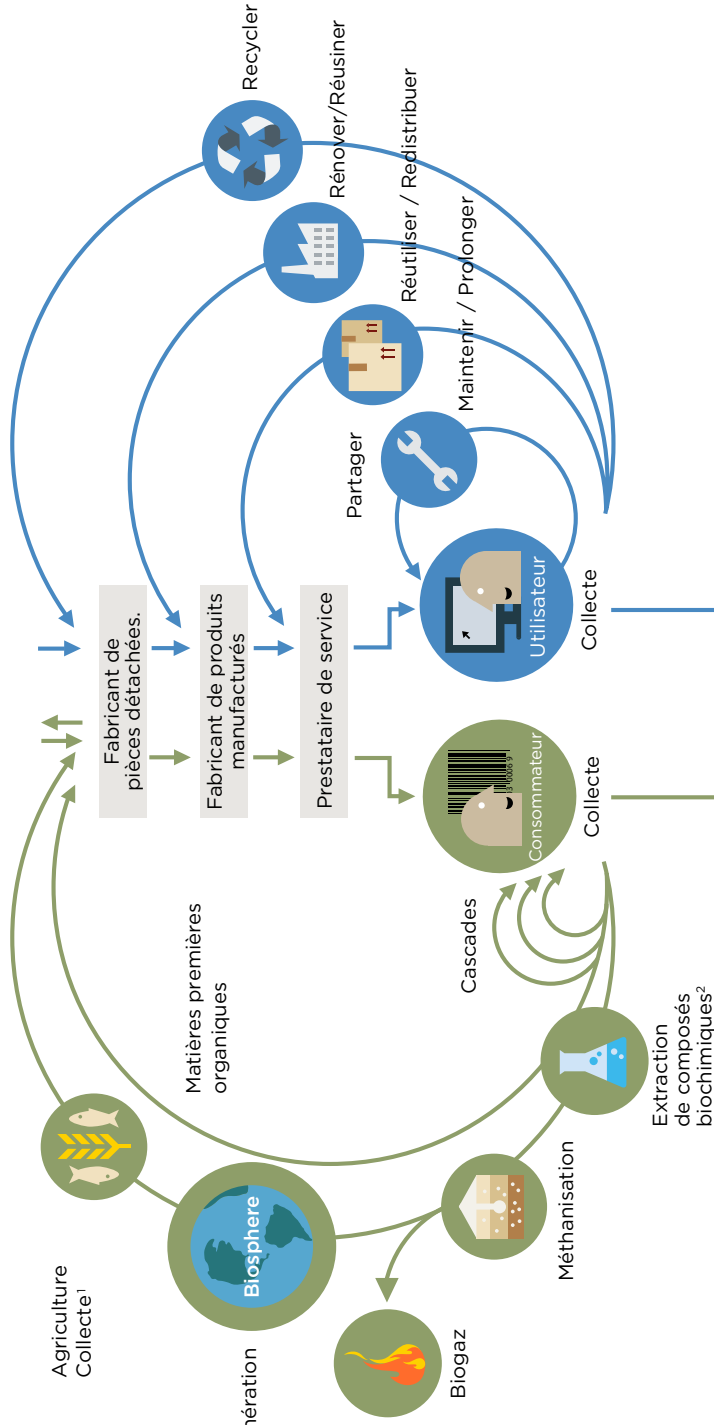 Recycler
Rénover/Réusiner
Réutiliser / Redistribuer
Maintenir / Prolonger
Partager
Fabricant de
pièces détachées.
Fabricant de produits
manufacturés
Prestataire de service
Utilisateur
Collecte
Consommateur
Collecte
Cascades
Matières premières
organiques
Agriculture
Collecte¹
Biosphere
nération
Biogaz
Méthanisation
Extraction
de composés
biochimiques²